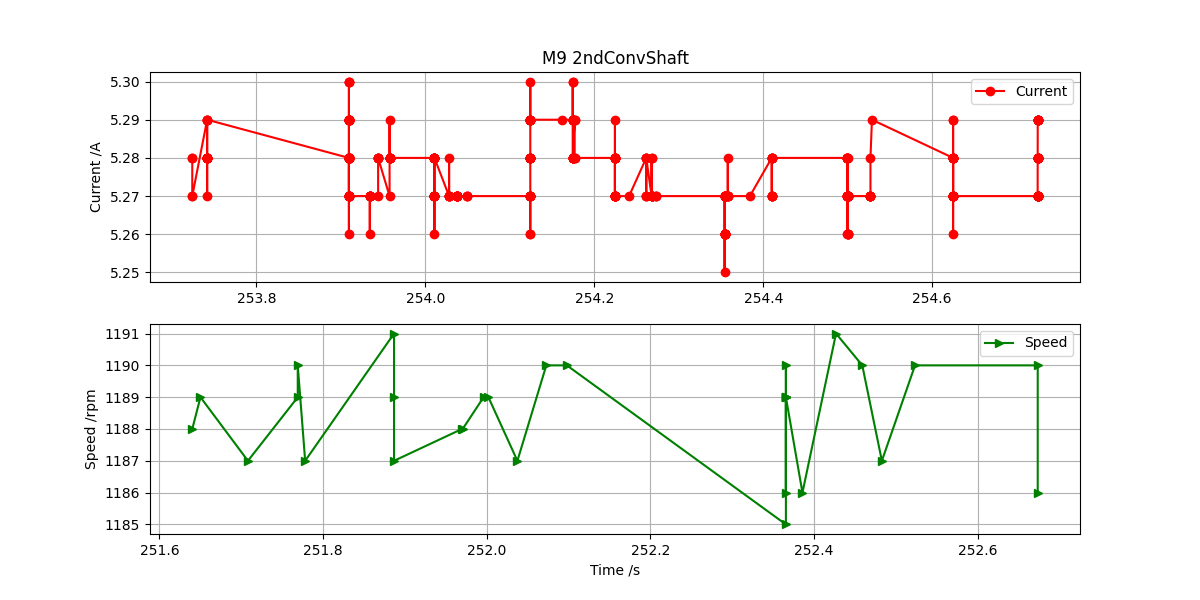 M9 2ndConvShaft
5.30
5.29
5.28
5.27
5.26
5.25
Current /A
Current
253.8 254.0 254.2 254.4 254.6
1191
1190
1189
1188
1187
1186
1185
Speed /rpm
Speed
251.6 251.8 252.0 252.2 252.4 252.6
Time /s